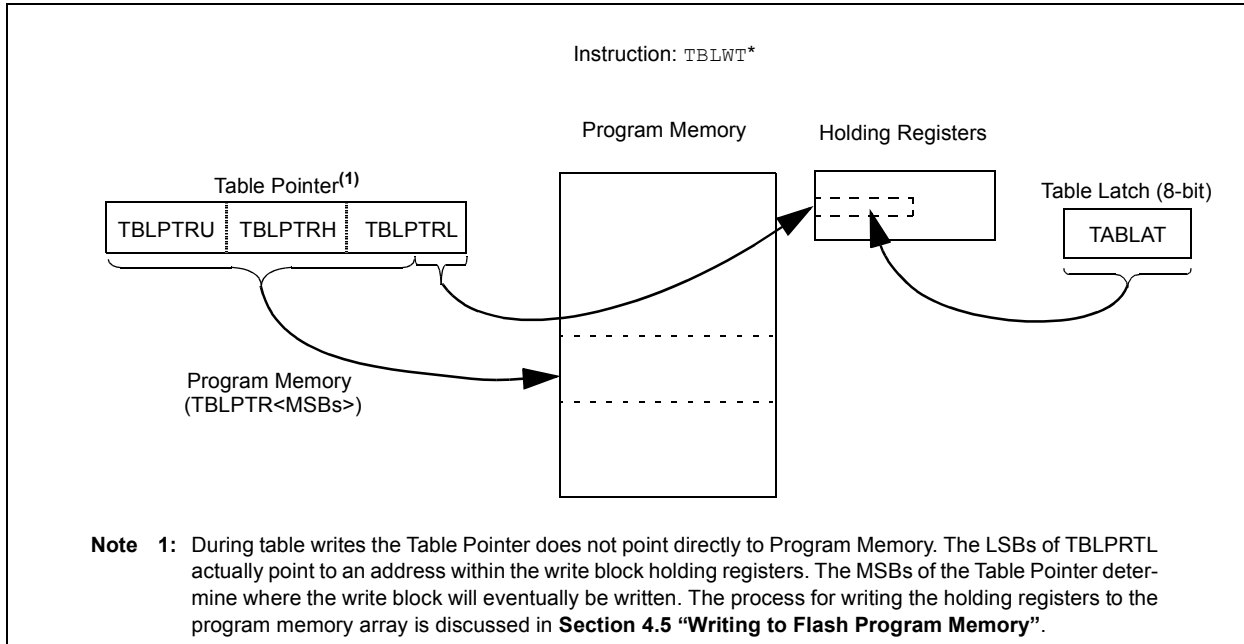 Instruction: TBLWT*
Program Memory
Holding Registers
Table Pointer(1)
Table Latch (8-bit)
TBLPTRU TBLPTRH TBLPTRL
TABLAT
Program Memory
(TBLPTR<MSBs>)
Note 1: During table writes the Table Pointer does not point directly to Program Memory. The LSBs of TBLPRTL
actually point to an address within the write block holding registers. The MSBs of the Table Pointer deter-
mine where the write block will eventually be written. The process for writing the holding registers to the
program memory array is discussed in Section 4.5 “Writing to Flash Program Memory”.